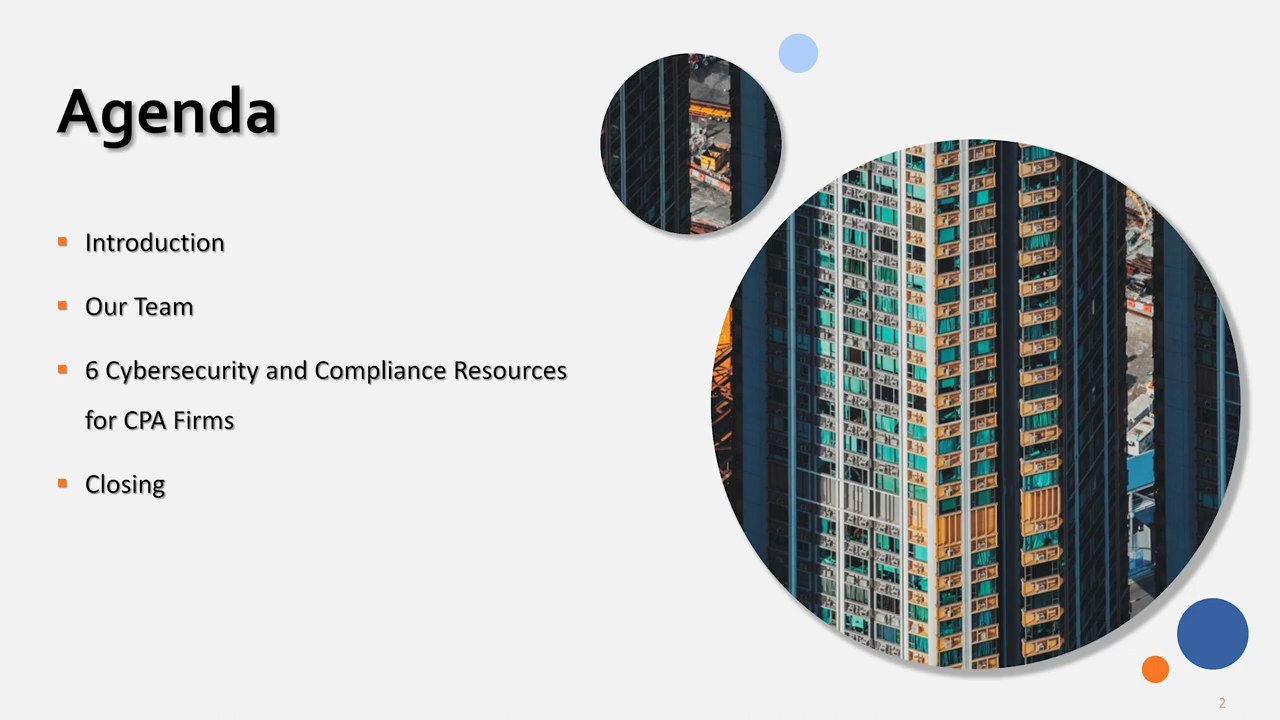 Agenda
Introduction
Our Team
6 Cybersecurity and Compliance Resources
for CPA Firms
Closing
2